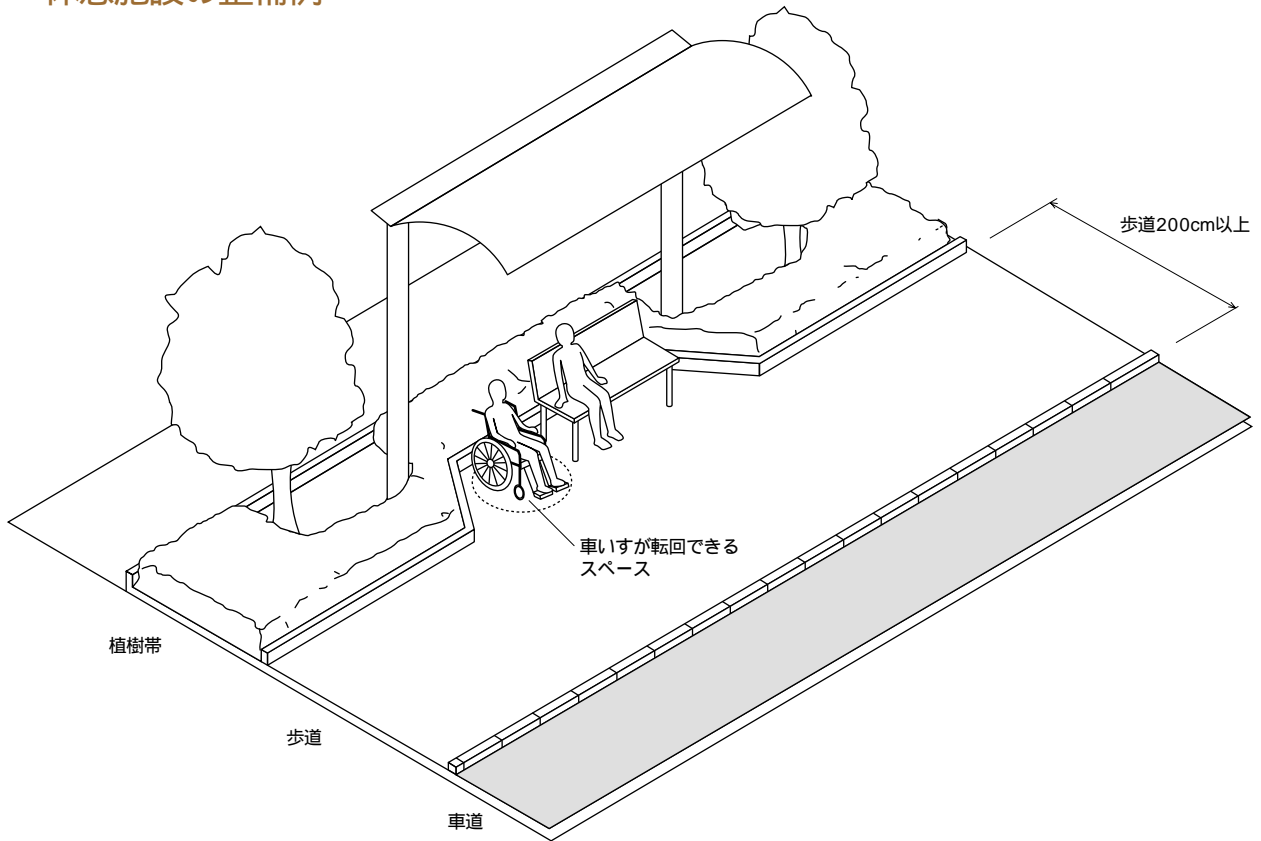 歩道200cm以上
車いすが転回できる
スペース
植樹帯
歩道
車道